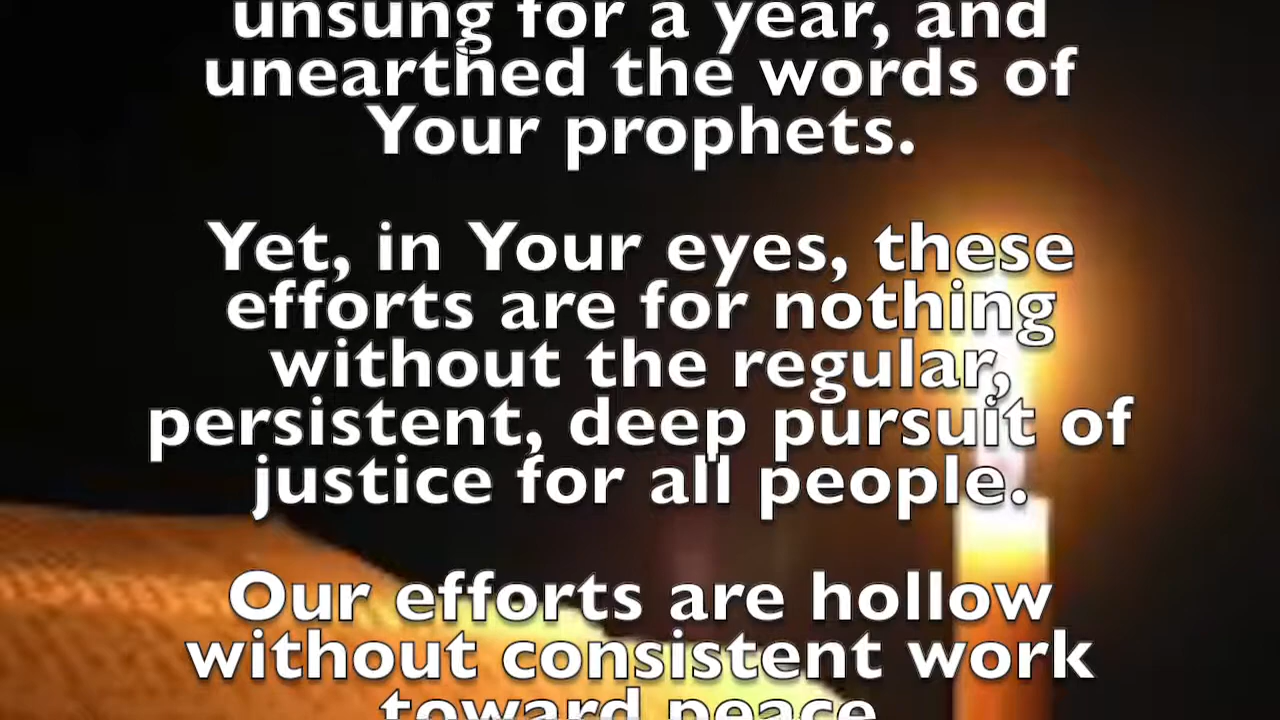 unsung for a year, and
unearthed the words of
Your prophets.
Yet, in Your eyes, these
efforts are for nothing
without the regular,
persistent, deep pursuit of
justice for all people.
Our efforts are hollow
without consistent work
toward peace